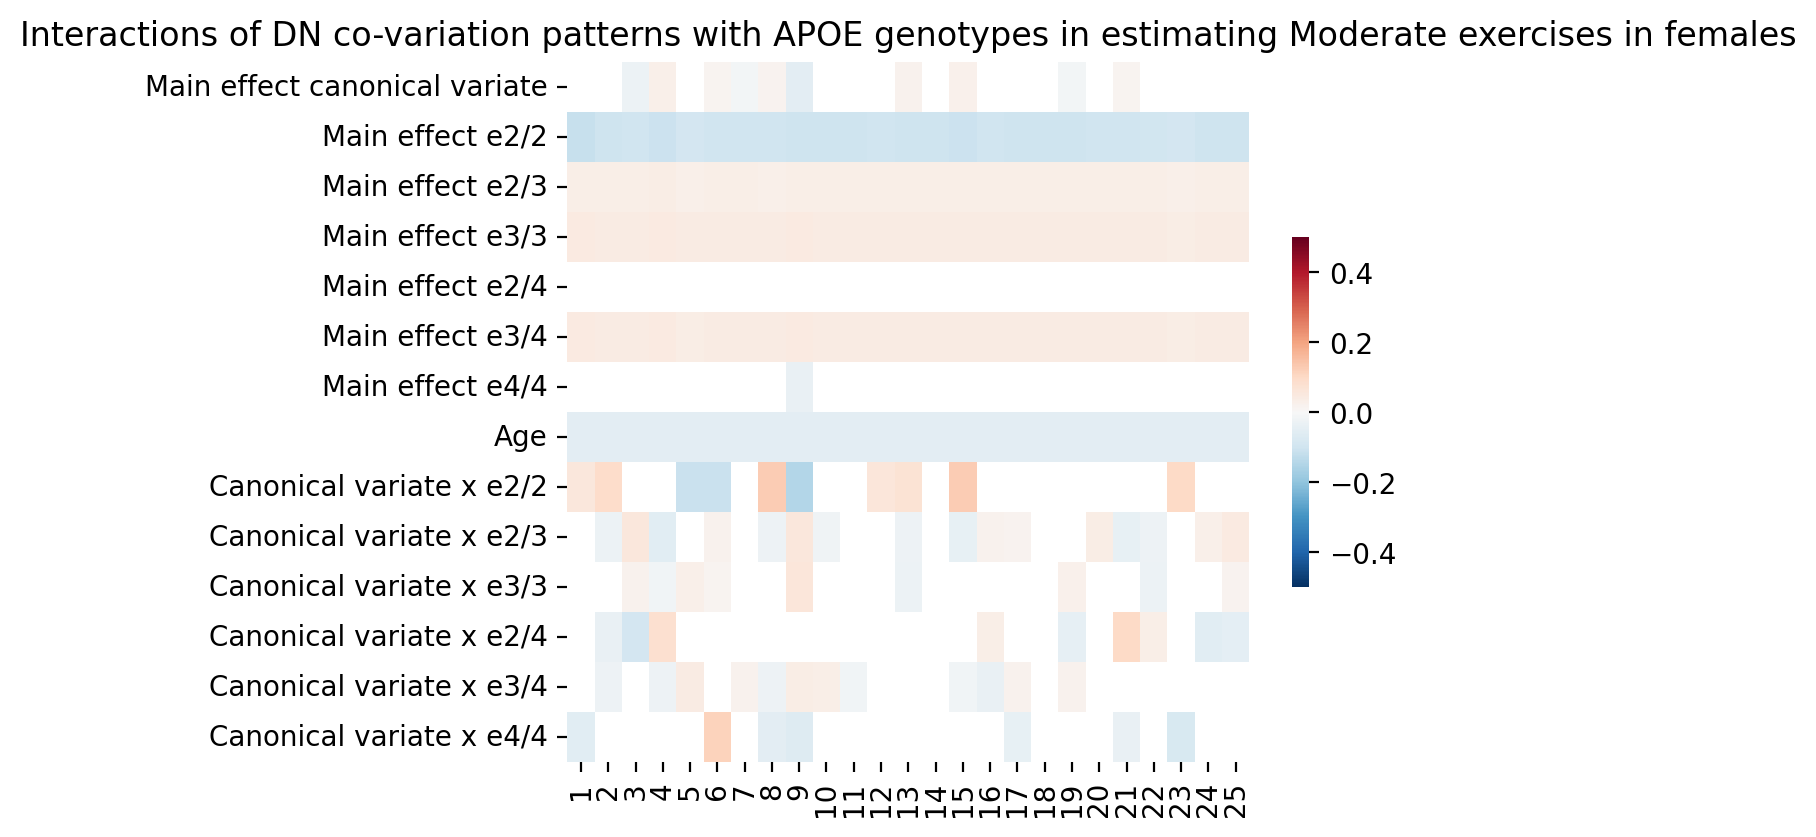 Interactions of DN co-variation patterns with APOE genotypes in estimating Moderate exercises in females
Main effect canonical variate
Main effect e2/2
Main effect e2/3
Main effect e3/3
Main effect e2/4
Main effect e3/4
Main effect e4/4
Age
Canonical variate x e2/2
Canonical variate x e2/3
Canonical variate x e3/3
Canonical variate x e2/4
Canonical variate x e3/4
Canonical variate x e4/4
1 2 3 4 5 6 7 8 9 10 11 12 13 14 15 16 17 18 19 20 21 22 23 24 25
0.4
0.2
0.0
−0.2
−0.4